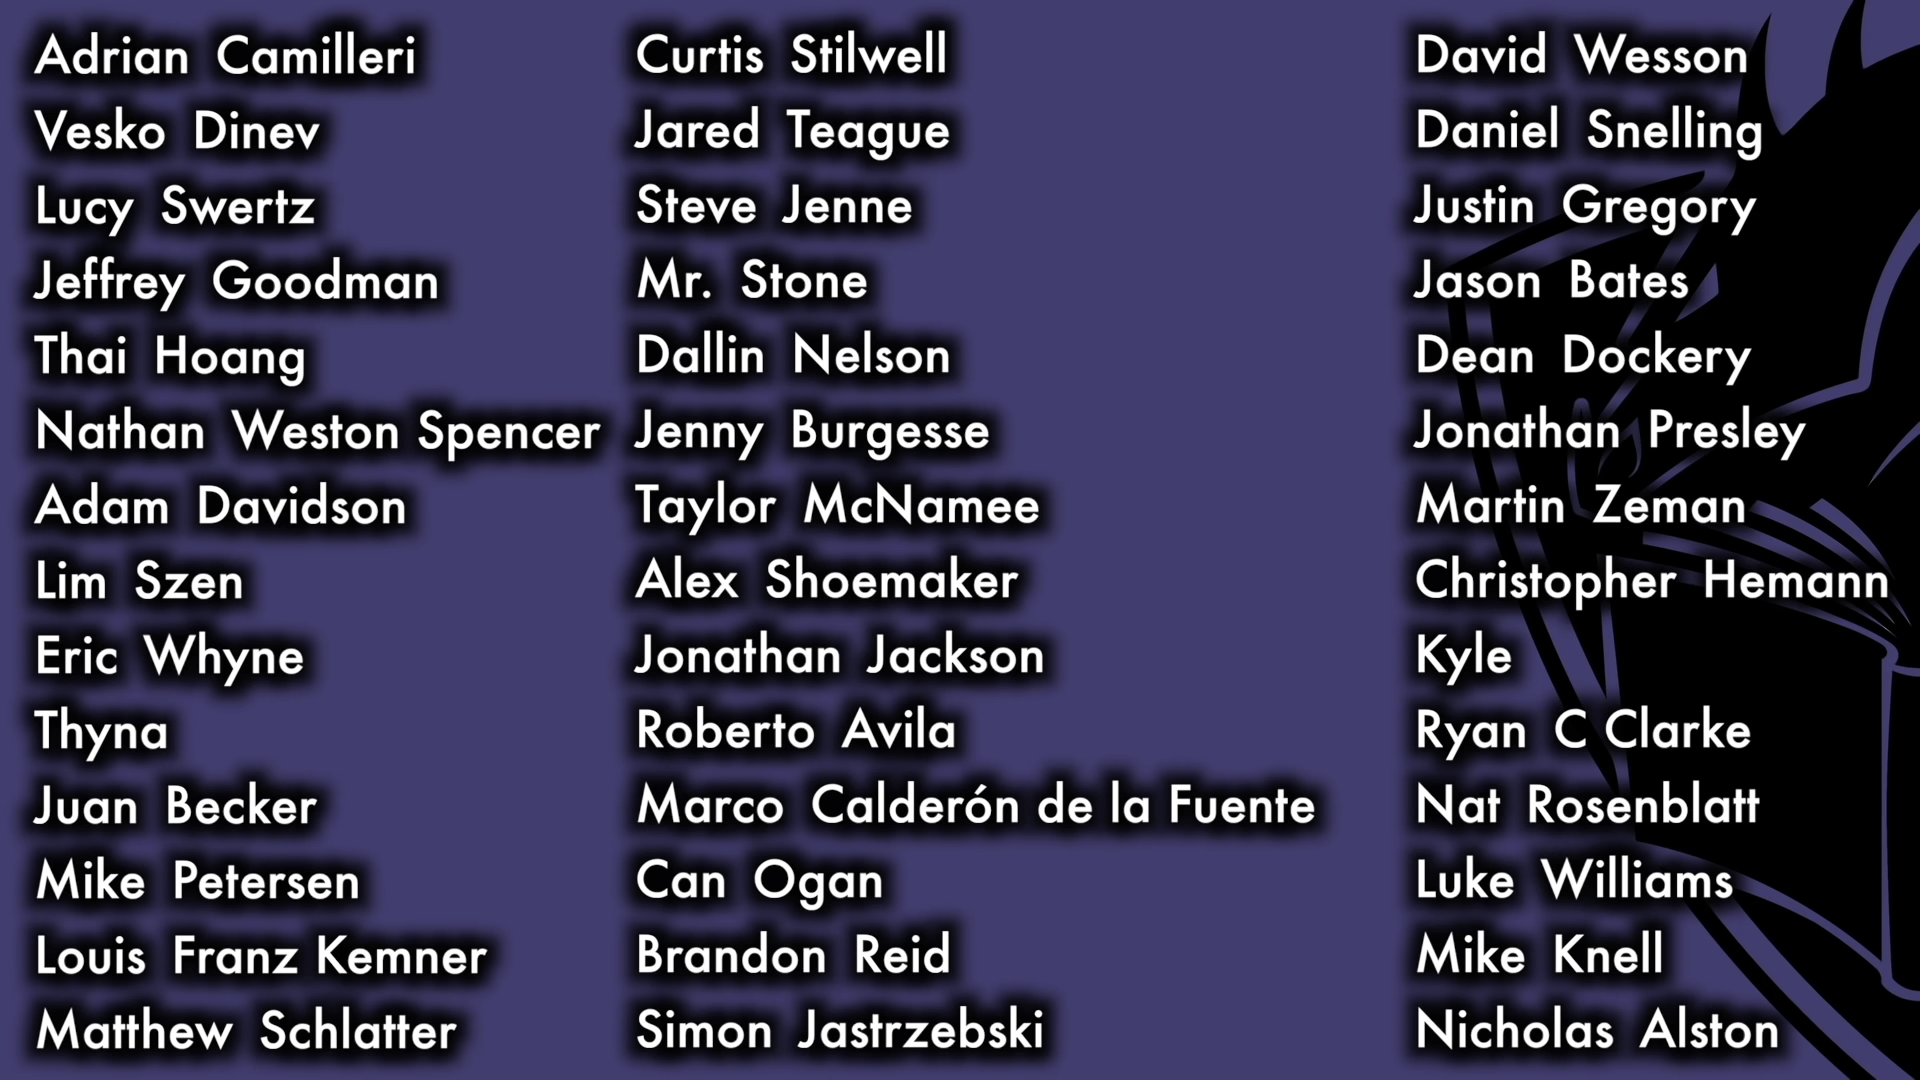 Adrian Camilleri
Vesko Dinev
Lucy Swertz
Jeffrey Goodman
Thai Hoang
Nathan Weston Spencer
Adam Davidson
Lim Szen
Eric Whyne
Thyna
Juan Becker
Mike Petersen
Louis Franz Kemner
Matthew Schlatter
Curtis Stilwell
Jared Teague
Steve Jenne
Mr. Stone
Dallin Nelson
Jenny Burgesse
Taylor McNamee
Alex Shoemaker
Jonathan Jackson
Roberto Avila
Marco Calderón de la Fuente
Can Ogan
Brandon Reid
Simon Jastrzebski
David Wesson
Daniel Snelling
Justin Gregory
Jason Bates
Dean Dockery
Jonathan Presley
Martin Zeman
Christopher Hemann
Kyle
Ryan C Clarke
Nat Rosenblatt
Luke Williams
Mike Knell
Nicholas Alston